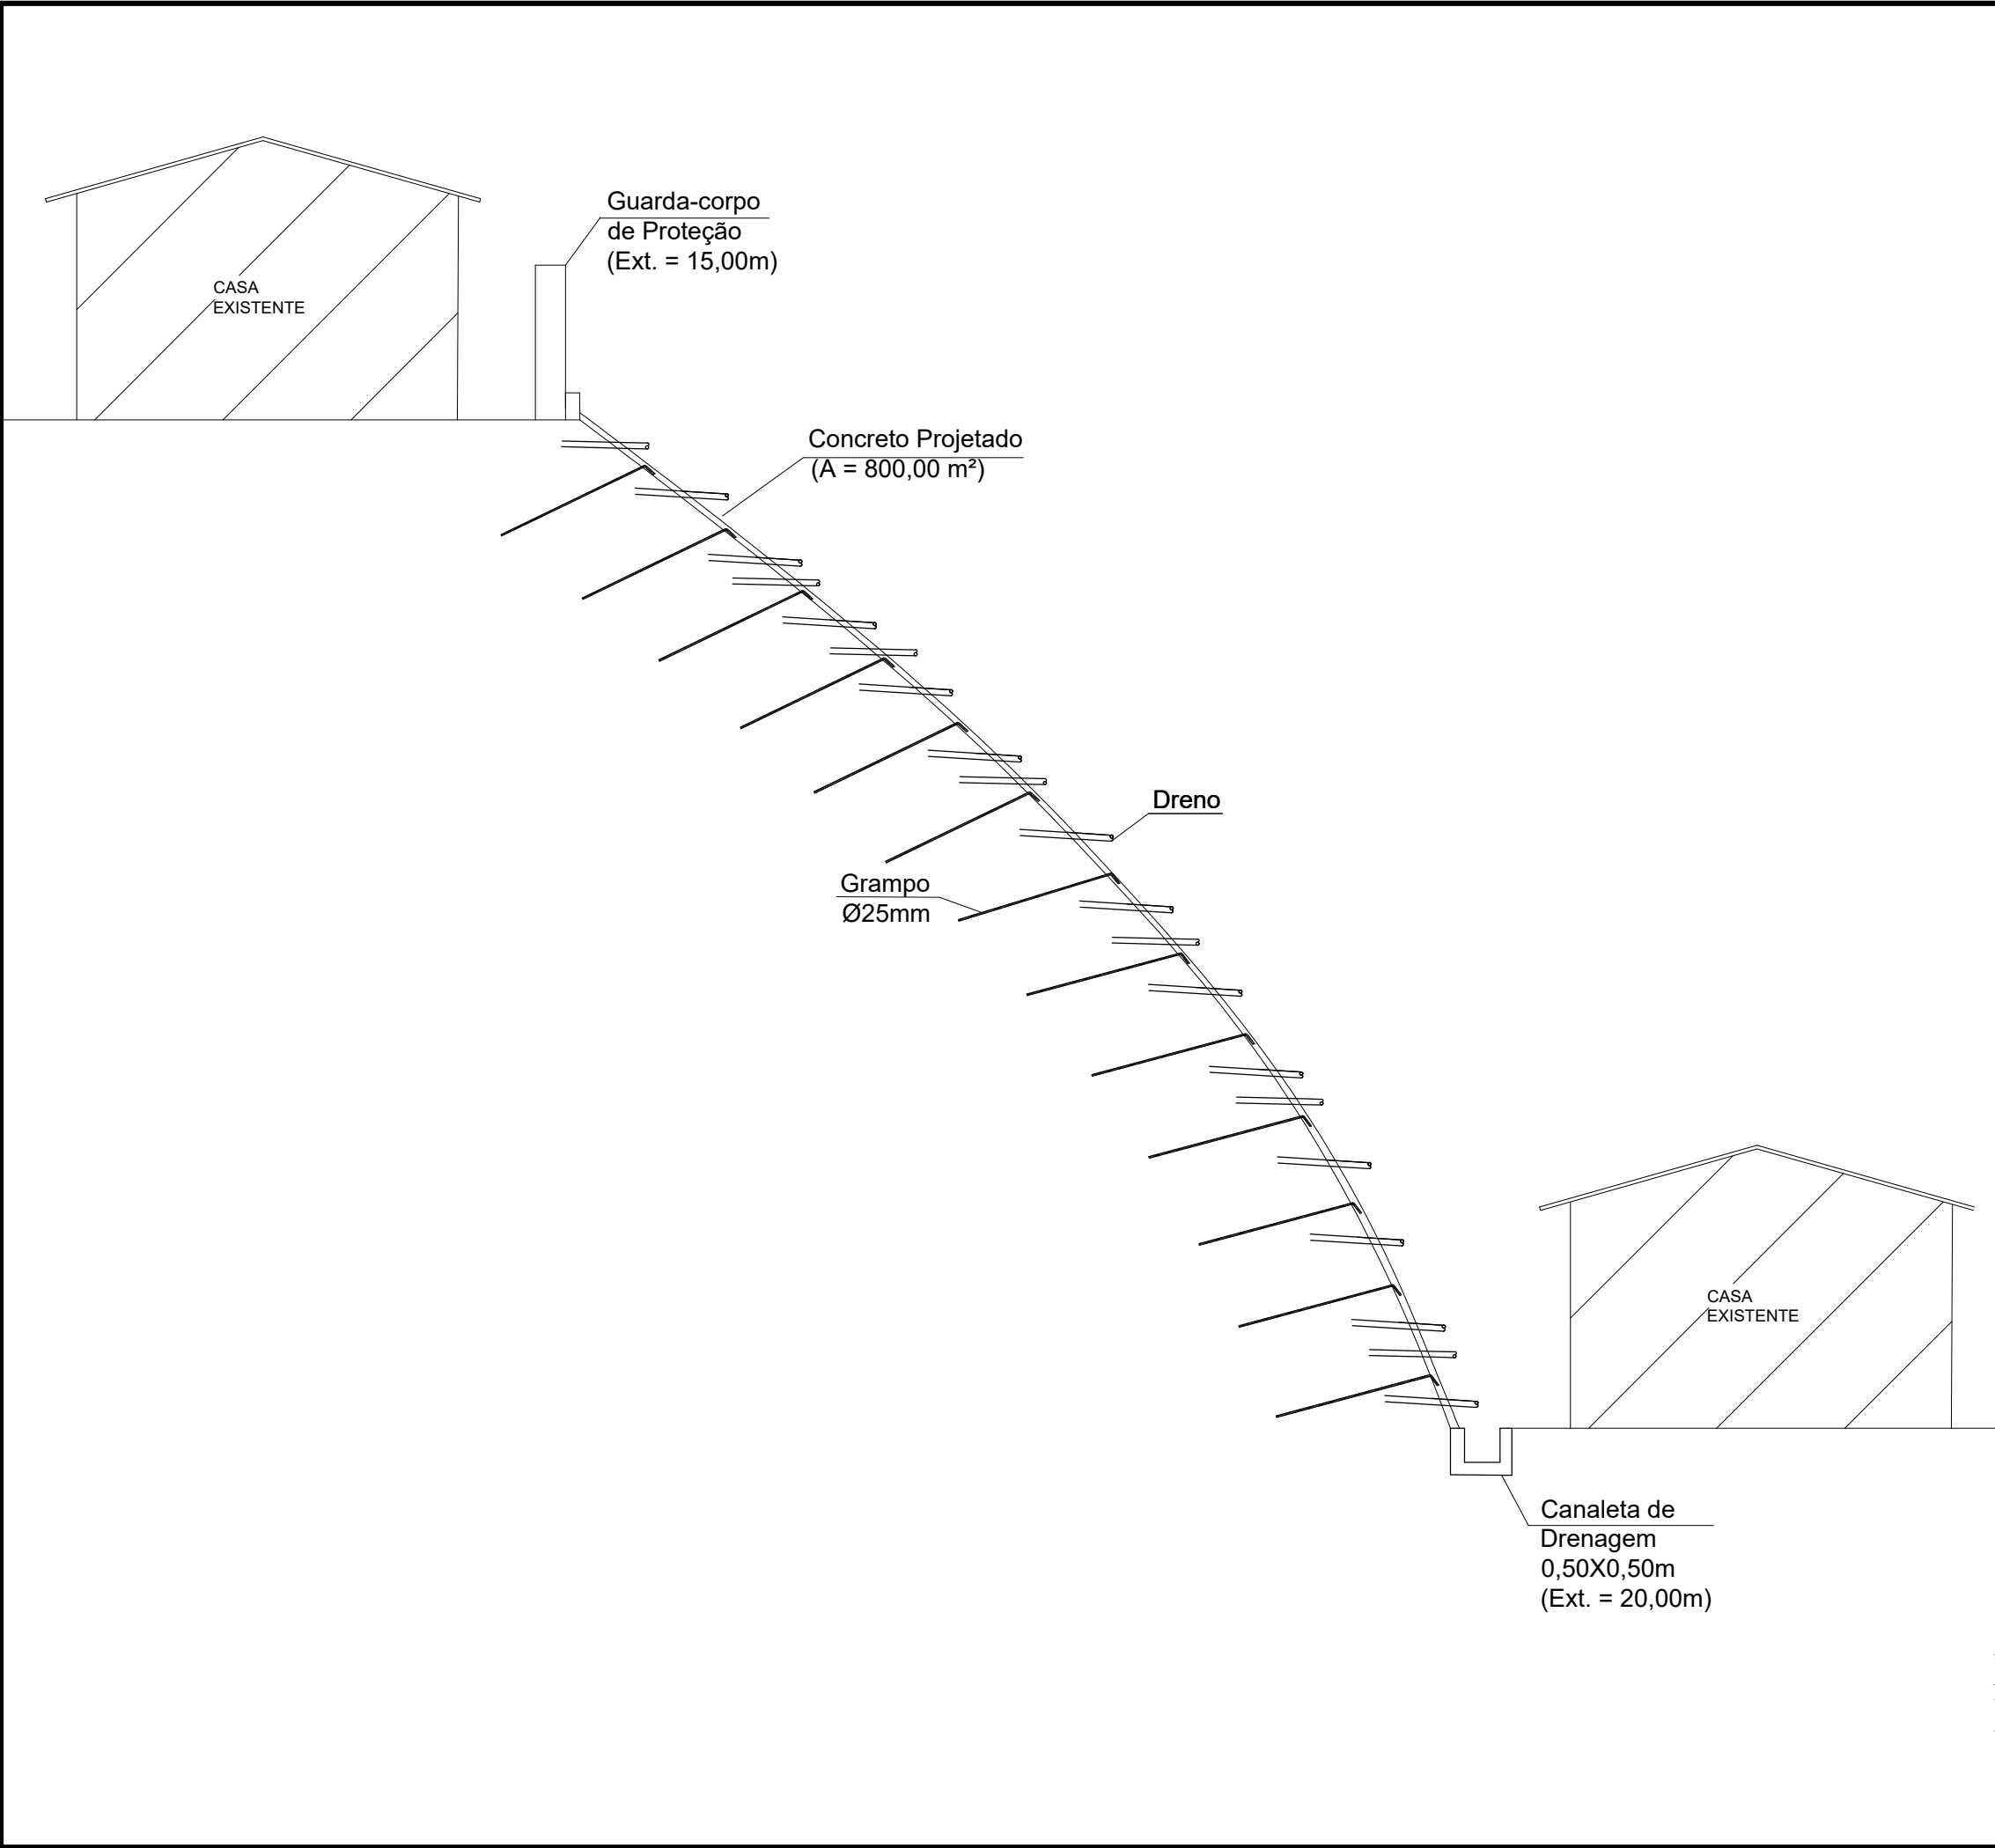 Guarda-corpo
de Proteção
(Ext. = 15,00m)
CASA
EXISTENTE
Concreto Projetado
(A = 800,00 m²)
Dreno
Grampo
Ø25mm
CASA
EXISTENTE
Canaleta de
Drenagem
0,50X0,50m
(Ext. = 20,00m)